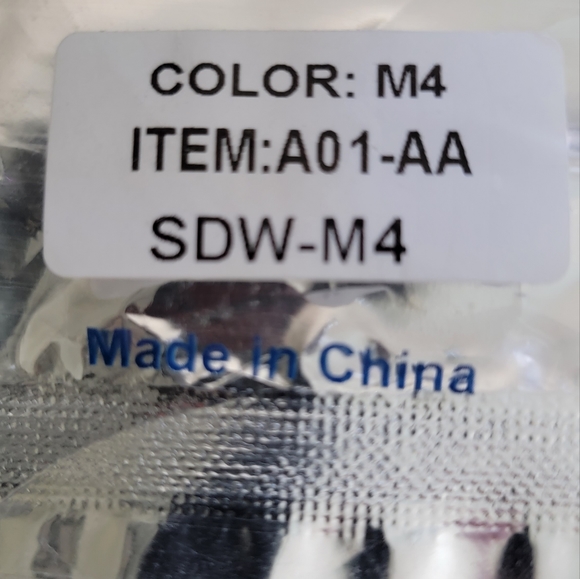 COLOR: M4
ITEM:A01-AA
SDW-M4
Made in China